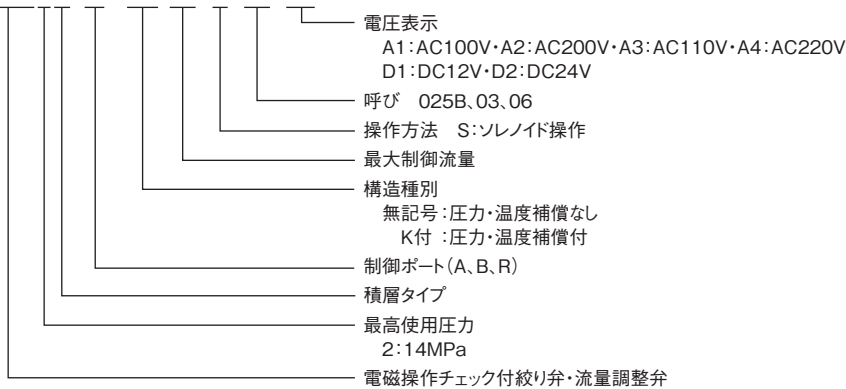 電圧表示
A1：AC100V・A2：AC200V・A3：AC110V・A4：AC220V
D1：DC12V・D2：DC24V
呼び　025B、03、06
操作方法　S：ソレノイド操作
最大制御流量
構造種別
無記号：圧力・温度補償なし
K付 ：圧力・温度補償付
制御ポート（A、B、R）
積層タイプ
最高使用圧力
2：14MPa
電磁操作チェック付絞り弁・流量調整弁